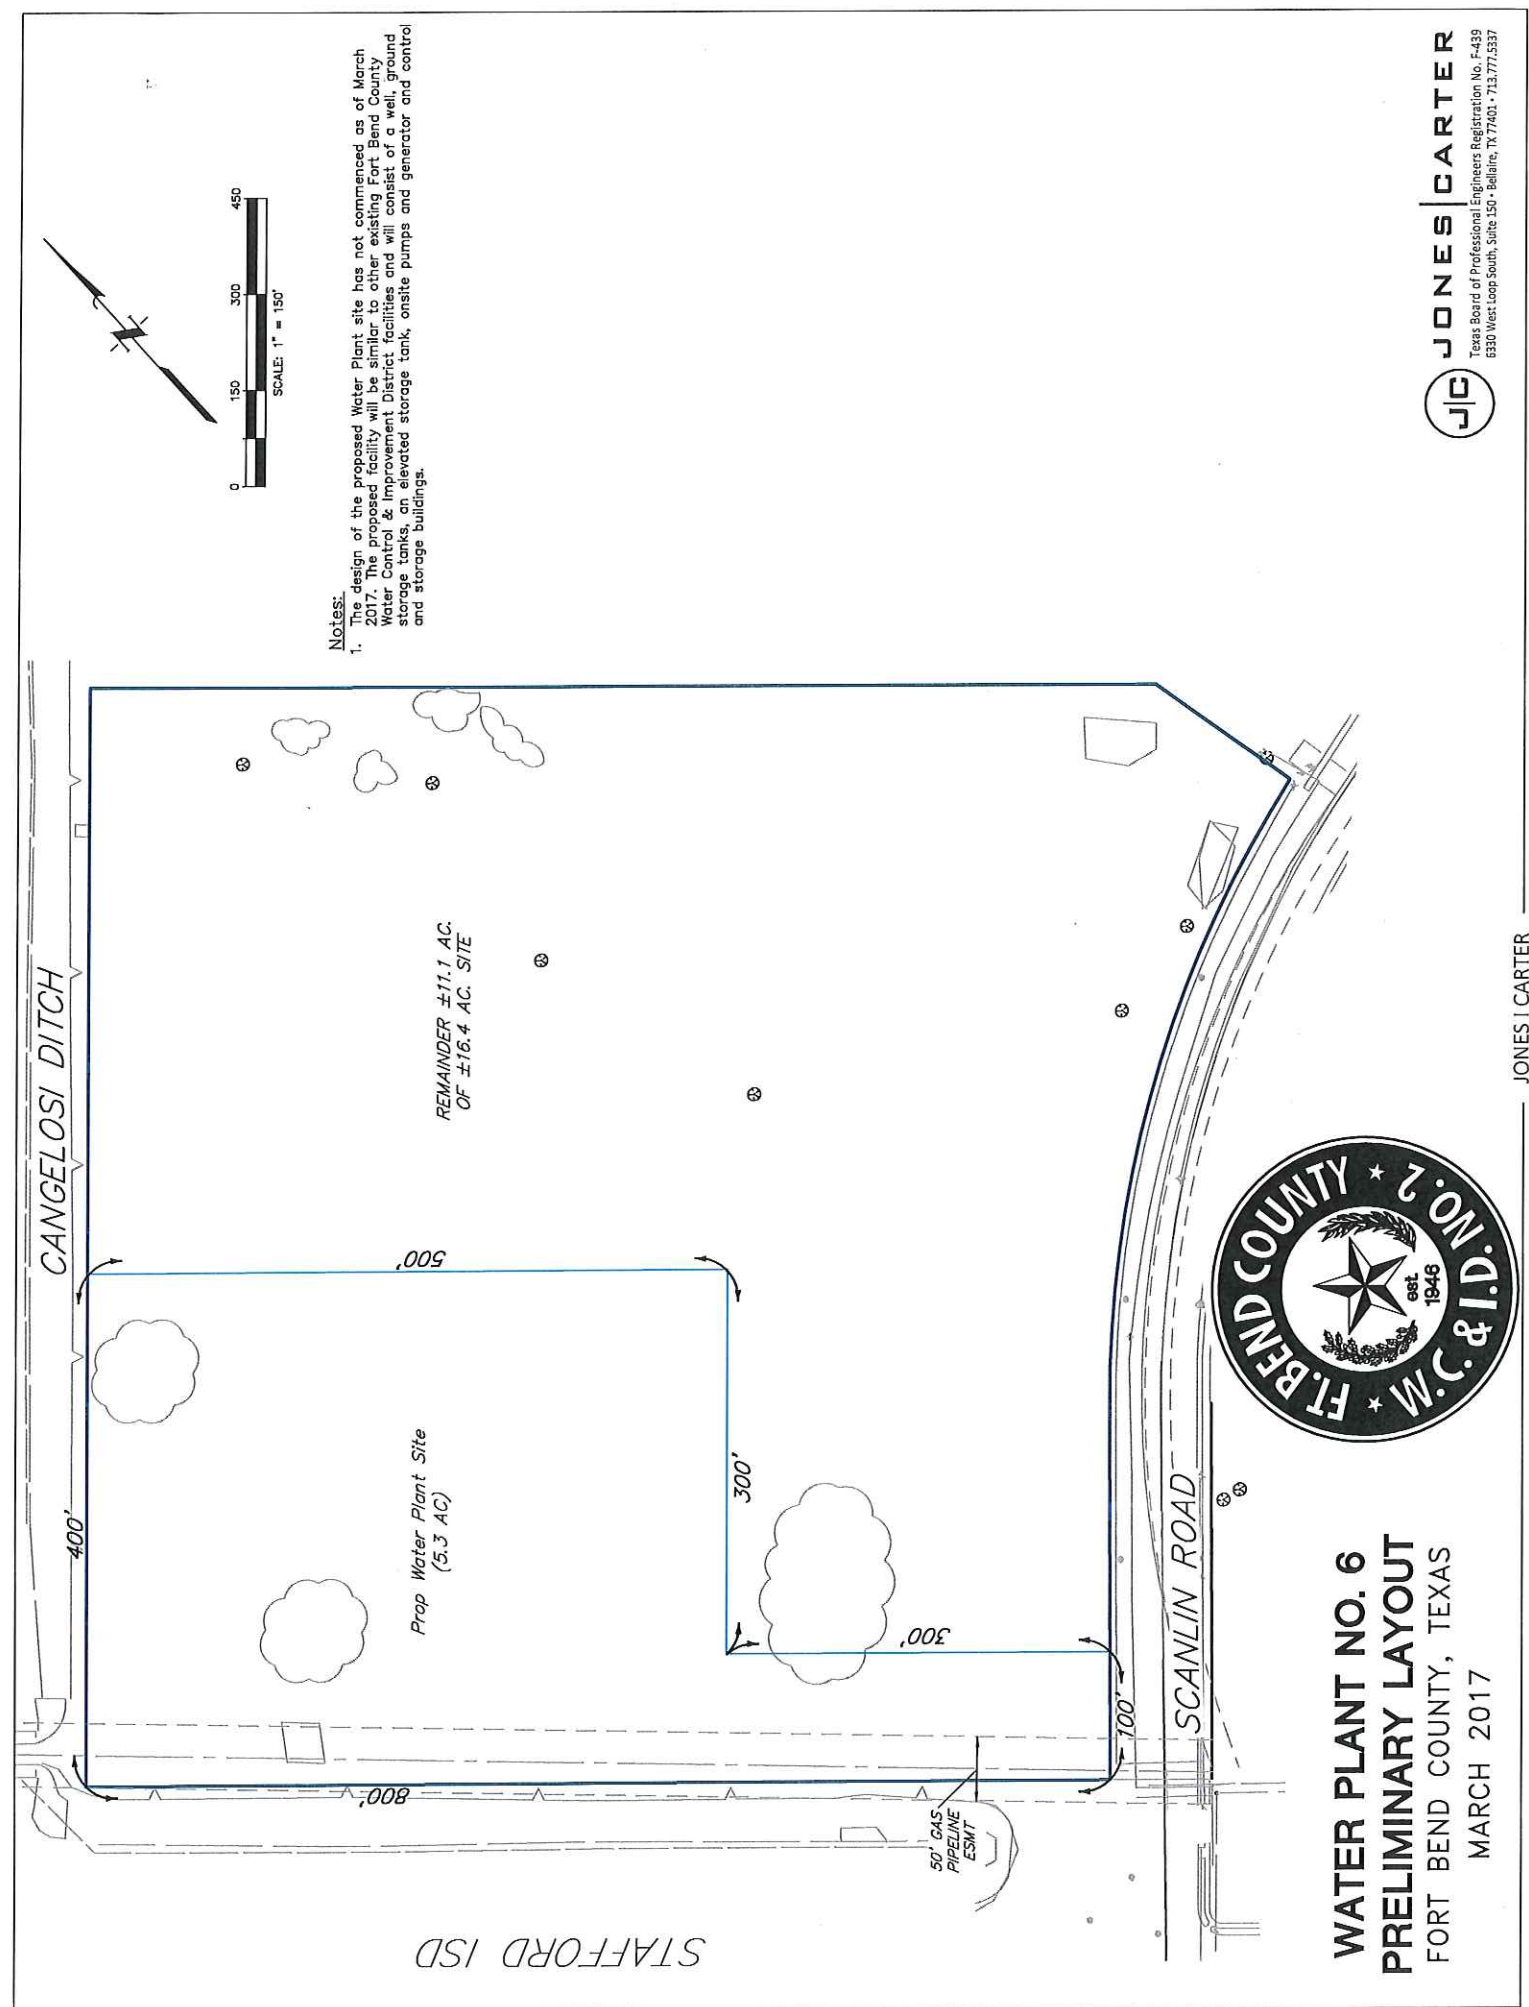 CANGELOSI DITCH
450
300
150
0
SCALE: 1" = 150'
Notes:
1. The design of the proposed Water Plant site has not commenced as of March
2017. The proposed facility will be similar to other existing Fort Bend County
Water Control & Improvement District facilities and will consist of a well, ground
storage tanks, an elevated storage tank, onsite pumps and generator and control
and storage buildings.
400'
500'
REMAINDER ±11.1 AC.
OF ±16.4 AC. SITE
Prop Water Plant Site
(5.3 AC)
300'
300'
800'
100'
50' GAS
PIPELINE
ESMT
STAFFORD ISD
SCANLIN ROAD
WATER PLANT NO. 6
PRELIMINARY LAYOUT
FORT BEND COUNTY, TEXAS
MARCH 2017
FT. BEND COUNTY
W.C. & I.D. NO. 2
est.
1946
J|C JONES|CARTER
Texas Board of Professional Engineers Registration No. F-439
6330 West Loop South, Suite 150 • Bellaire, TX 77401 • 713.777.5337
JONES | CARTER